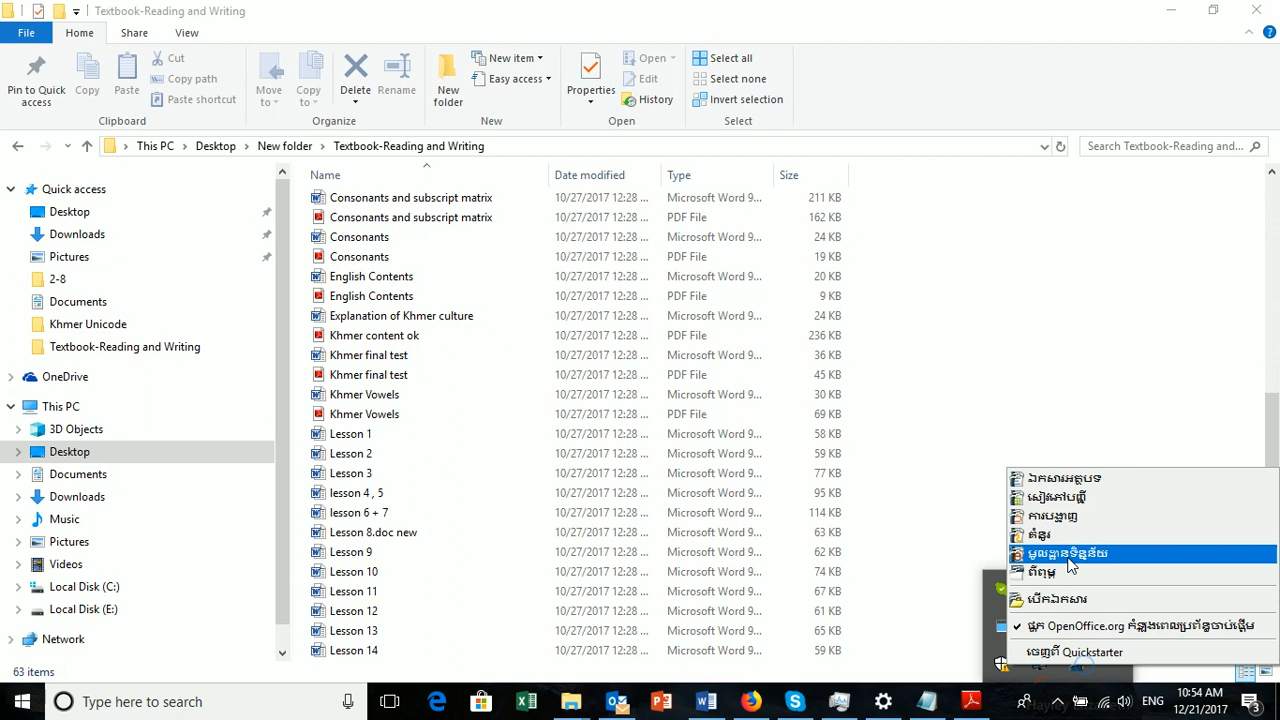 Textbook-Reading and Writing
File Home Share View
Pin to Quick access
Copy
Paste
Cut
Copy path
Paste shortcut
Move to
Copy to
Delete
Rename
New folder
New item
Easy access
Properties
Open
Edit
History
Select all
Select none
Invert selection
Clipboard Organize New Open Select
This PC Desktop New folder Textbook-Reading and Writing
Search Textbook-Reading and...
Quick access
Desktop
Downloads
Pictures
2-8
Documents
Khmer Unicode
Textbook-Reading and Writing
OneDrive
This PC
3D Objects
Desktop
Documents
Downloads
Music
Pictures
Videos
Local Disk (C:)
Local Disk (E:)
Network
63 items
Name Date modified Type Size
Consonants and subscript matrix 10/27/2017 12:28 ... Microsoft Word 9... 211 KB
Consonants and subscript matrix 10/27/2017 12:28 ... PDF File 162 KB
Consonants 10/27/2017 12:28 ... Microsoft Word 9... 24 KB
Consonants 10/27/2017 12:28 ... PDF File 19 KB
English Contents 10/27/2017 12:28 ... Microsoft Word 9... 20 KB
English Contents 10/27/2017 12:28 ... PDF File 9 KB
Explanation of Khmer culture 10/27/2017 12:28 ... Microsoft Word 9... 24 KB
Khmer content ok 10/27/2017 12:28 ... PDF File 236 KB
Khmer final test 10/27/2017 12:28 ... Microsoft Word 9... 36 KB
Khmer final test 10/27/2017 12:28 ... PDF File 45 KB
Khmer Vowels 10/27/2017 12:28 ... Microsoft Word 9... 30 KB
Khmer Vowels 10/27/2017 12:28 ... PDF File 69 KB
Lesson 1 10/27/2017 12:28 ... Microsoft Word 9... 58 KB
Lesson 2 10/27/2017 12:28 ... Microsoft Word 9... 59 KB
Lesson 3 10/27/2017 12:28 ... Microsoft Word 9... 77 KB
lesson 4 , 5 10/27/2017 12:28 ... Microsoft Word 9... 95 KB
lesson 6 + 7 10/27/2017 12:28 ... Microsoft Word 9... 114 KB
Lesson 8.doc new 10/27/2017 12:28 ... Microsoft Word 9... 63 KB
Lesson 9 10/27/2017 12:28 ... Microsoft Word 9... 62 KB
Lesson 10 10/27/2017 12:28 ... Microsoft Word 9... 74 KB
Lesson 11 10/27/2017 12:28 ... Microsoft Word 9... 67 KB
Lesson 12 10/27/2017 12:28 ... Microsoft Word 9... 61 KB
Lesson 13 10/27/2017 12:28 ... Microsoft Word 9... 60 KB
Lesson 14 10/27/2017 12:28 ... Microsoft Word 9... 59 KB
ឯកសារអត្ថបទ
សៀវភៅបញ្ជី
ការបង្ហាញ
គំនូរ
មូលដ្ឋានទិន្នន័យ
ពីពុម្ព
បើកឯកសារ
ផ្ទុក OpenOffice.org កំឡុងពេលប្រព័ន្ធចាប់ផ្ដើម
ចេញពី Quickstarter
Type here to search
ENG
10:54 AM
12/21/2017
3